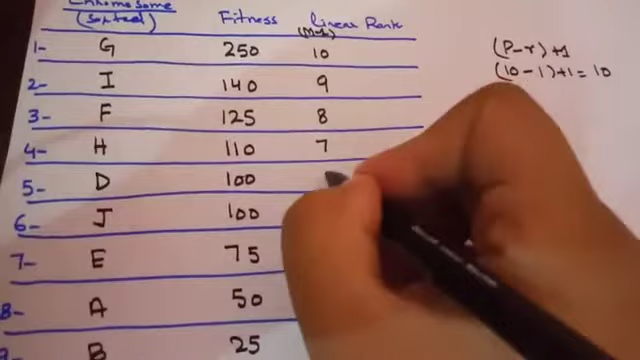 Chromosome Fitness Linear Rank
(Sorted)
1- G 250 10
2- I 140 9
3- F 125 8
4- H 110 7
5- D 100
6- J 100
7- E 75
8- A 50
9- B 25
(P-r)+1
(10-1)+1=10